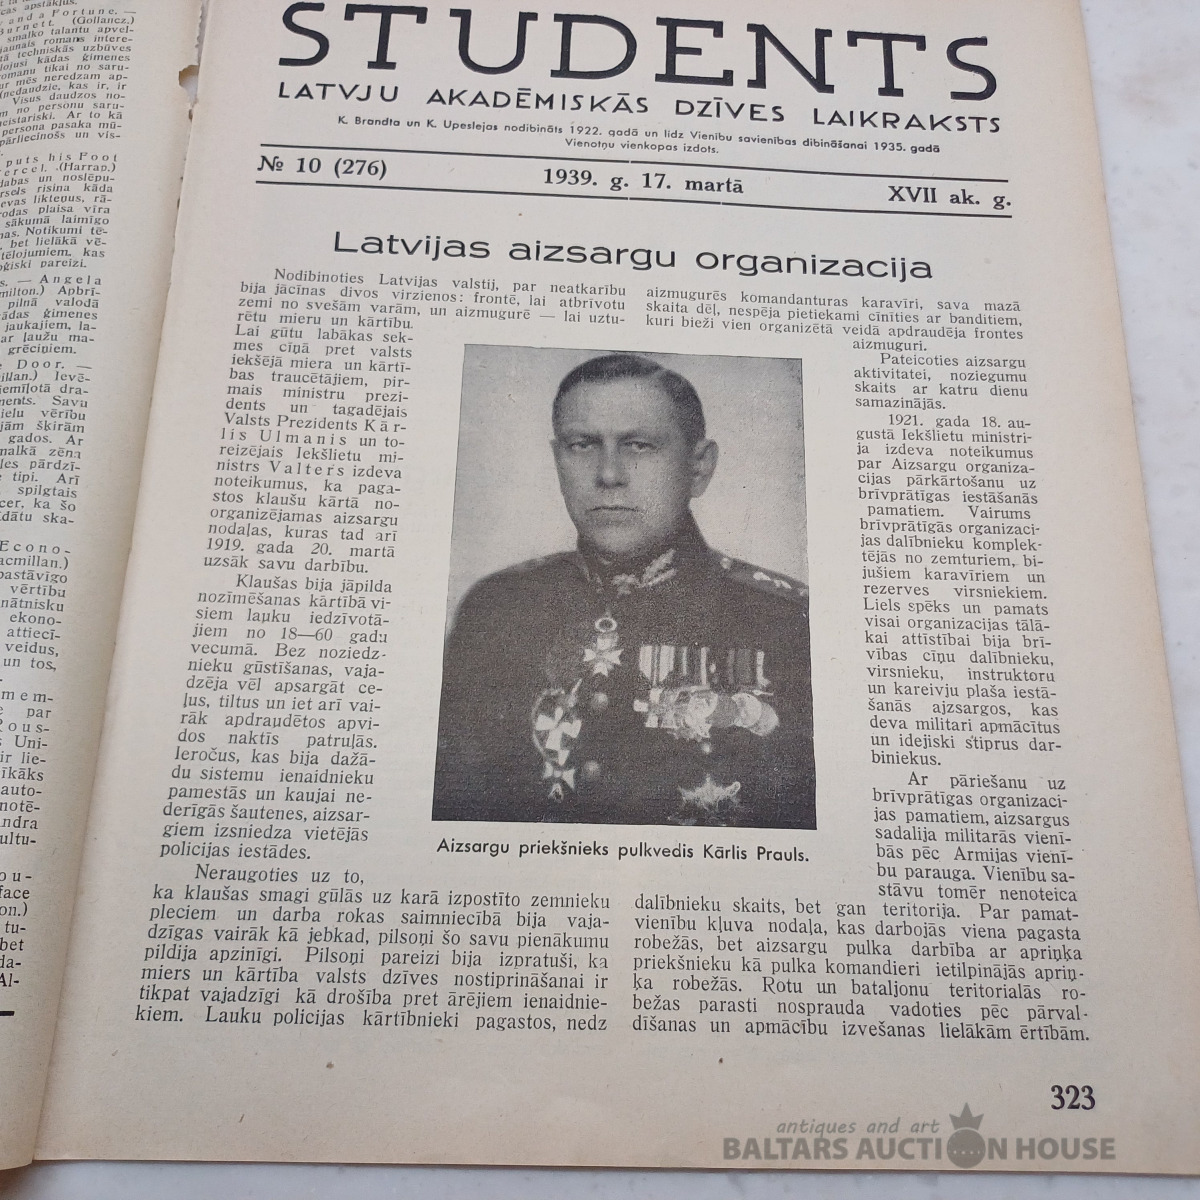 STUDENTS
LATVJU AKADĒMISKĀS DZĪVES LAIKRAKSTS
K. Brandta un K. Upeslejas nodibināts 1922. gadā un līdz Vienību savienības dibināšanai 1935. gadā
Vienotņu vienkopas izdots.
№ 10 (276)
1939. g. 17. martā
XVII ak. g.
Latvijas aizsargu organizacija
Nodibinoties Latvijas valstij, par neatkarību
bija jācīnas divos virzienos: frontē, lai atbrīvotu
zemi no svešām varām, un aizmugurē — lai uztu-
rētu mieru un kārtību.
Lai gūtu labākas sek-
mes cīņā pret valsts
iekšējā miera un kārtī-
bas traucētājiem, pir-
mais ministru prezi-
dents un tagadējais
Valsts Prezidents Kār-
lis Ulmanis un to-
reizējais Iekšlietu mi-
nistrs Valters izdeva
noteikumus, ka paga-
stos klaušu kārtā no-
organizējamas aizsargu
nodaļas, kuras tad arī
1919. gada 20. martā
uzsāk savu darbību.
Klaušas bija jāpilda
nozīmēšanas kārtībā vi-
siem lauku iedzīvotā-
jiem no 18—60 gadu
vecumā. Bez noziedz-
nieku gūstīšanas, vaja-
dzēja vēl apsargāt ce-
ļus, tiltus un iet arī vai-
rāk apdraudētos apvi-
dos naktīs patruļās.
Ieročus, kas bija dažā-
du sistemu ienaidnieku
pamestās un kaujai ne-
derīgās šautenes, aizsar-
giem izsniedza vietējās
policijas iestādes.
Neraugoties uz to,
ka klaušas smagi gūlās uz karā izpostīto zemnieku
pleciem un darba rokas saimniecībā bija vaja-
dzīgas vairāk kā jebkad, pilsoņi šo savu pienākumu
pildija apzinīgi. Pilsoņi pareizi bija izpratuši, ka
miers un kārtība valsts dzīves nostiprināšanai ir
tikpat vajadzīgi kā drošība pret ārējiem ienaidnie-
kiem. Lauku policijas kārtībnieki pagastos, nedz
aizmugurēs komandanturas karavīri, sava mazā
skaita dēļ, nespēja pietiekami cīnīties ar banditiem,
kuri bieži vien organizētā veidā apdraudēja frontes
aizmuguri.
Pateicoties aizsargu
aktivitatei, noziegumu
skaits ar katru dienu
samazinājās.
1921. gada 18. au-
gustā Iekšlietu ministri-
ja izdeva noteikumus
par Aizsargu organiza-
cijas pārkārtošanu uz
brīvprātīgas iestāšanās
pamatiem. Vairums
brīvprātīgās organizaci-
jas dalībnieku komplek-
tējās no zemturiem, bi-
jušiem karavīriem un
rezerves virsniekiem.
Liels spēks un pamats
visai organizacijas tālā-
kai attīstībai bija brī-
vības cīņu dalībnieku,
virsnieku, instruktoru
un kareivju plaša iestā-
šanās aizsargos, kas
deva militari apmācītus
un idejiski stiprus dar-
biniekus.
Ar pāriešanu uz
brīvprātīgas organizaci-
jas pamatiem, aizsargus
sadalija militarās vienī-
bās pēc Armijas vienī-
bu parauga. Vienību sa-
stāvu tomēr nenoteica
dalībnieku skaits, bet gan teritorija. Par pamat-
vienību kļuva nodaļa, kas darbojās viena pagasta
robežās, bet aizsargu pulka darbība ar apriņķa
priekšnieku kā pulka komandieri ietilpinājās apriņ-
ķa robežās. Rotu un bataljonu teritorialās ro-
bežas parasti nosprauda vadoties pēc pārval-
dīšanas un apmācību izvešanas lielākām ērtībām.
Aizsargu priekšnieks pulkvedis Kārlis Prauls.
323
antiques and art
BALTARS AUCTION HOUSE